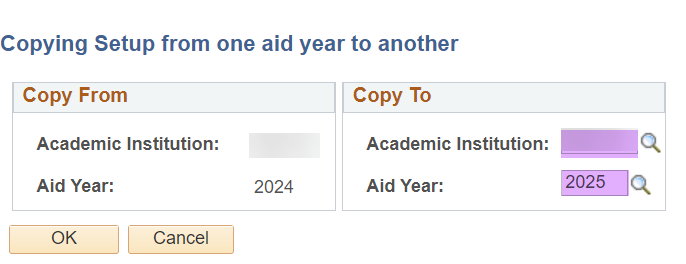 Copying Setup from one aid year to another
Copy From
Academic Institution:
Aid Year: 2024
Copy To
Academic Institution:
Aid Year: 2025
OK Cancel